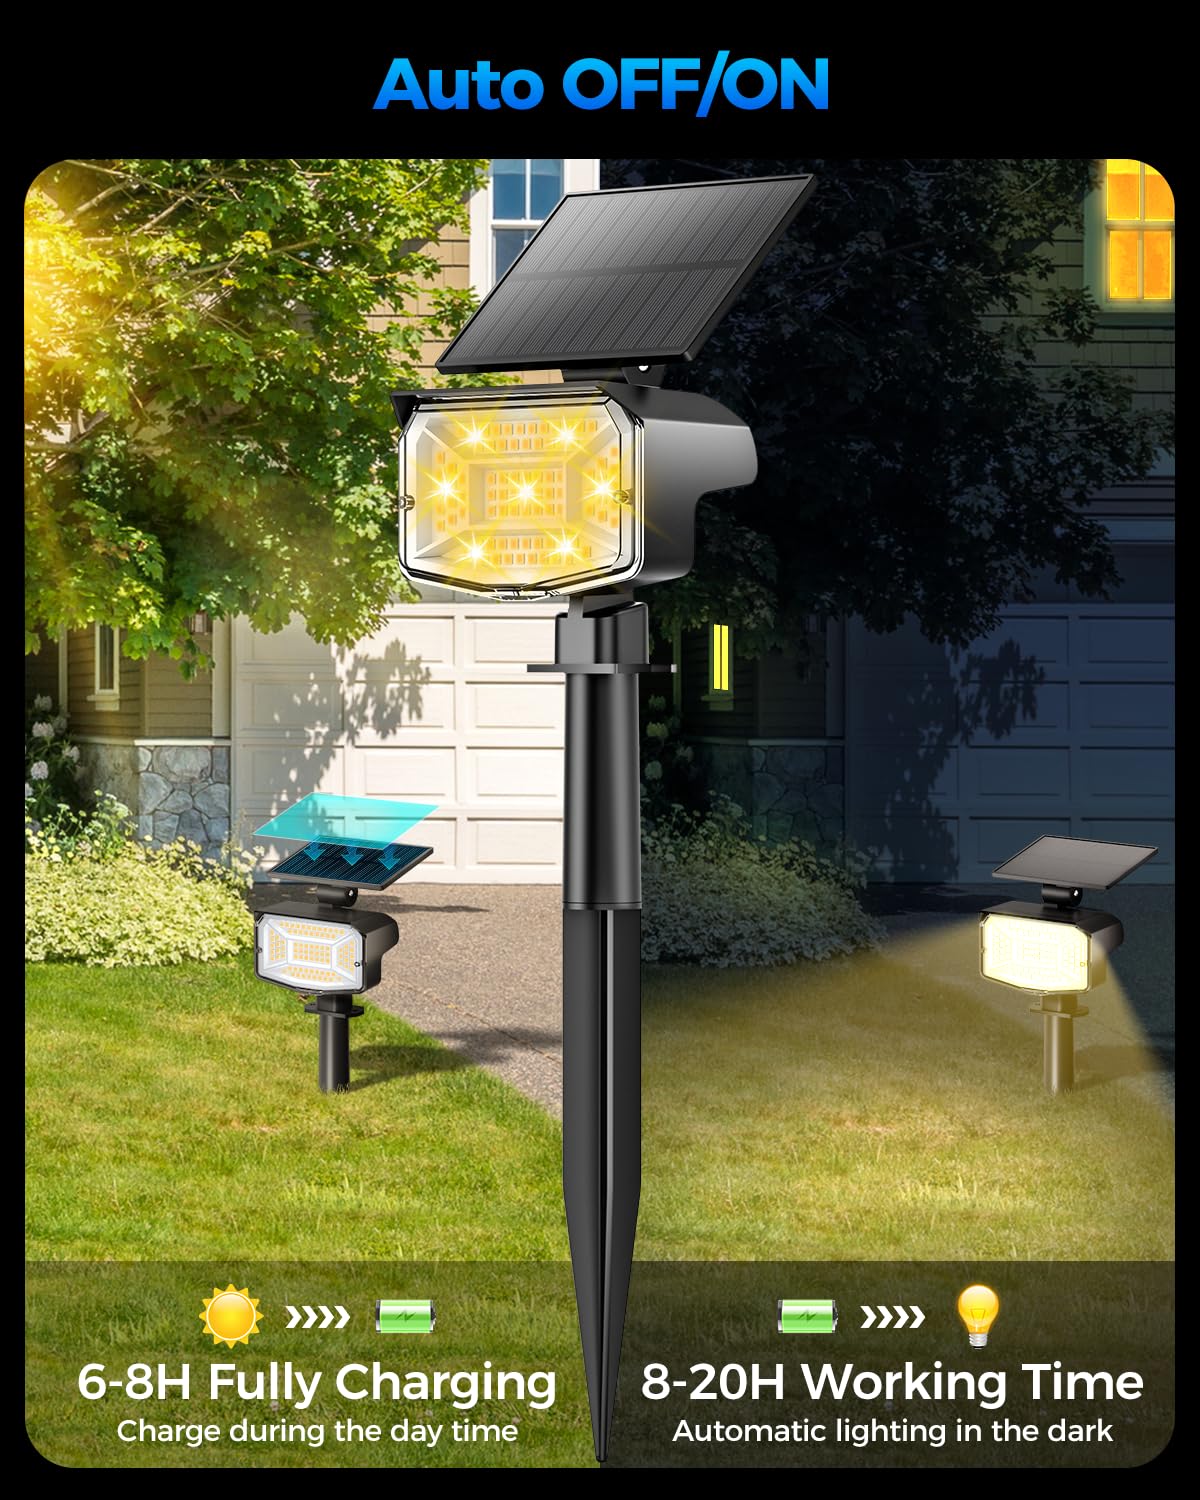 Auto OFF/ON
6-8H Fully Charging
Charge during the day time
8-20H Working Time
Automatic lighting in the dark